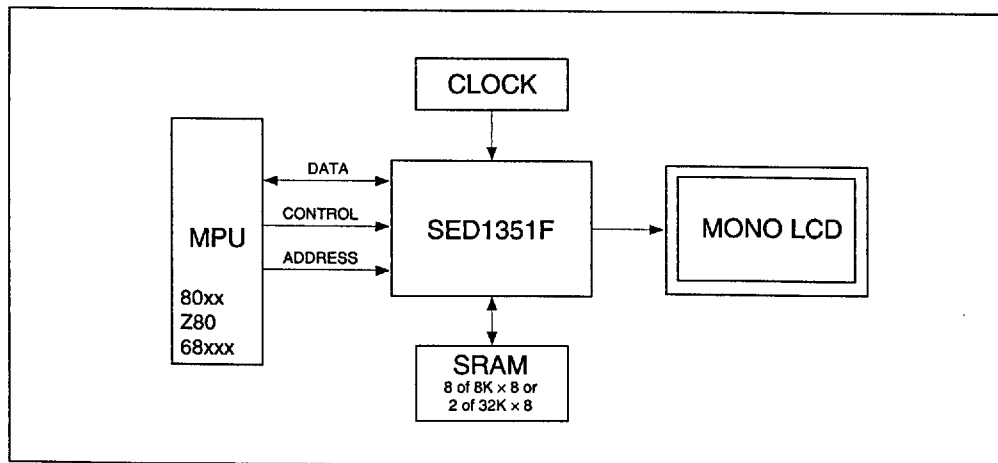 CLOCK
DATA
CONTROL
ADDRESS
MPU
80xx
Z80
68xxx
SED1351F
MONO LCD
SRAM
8 of 8K × 8 or
2 of 32K × 8